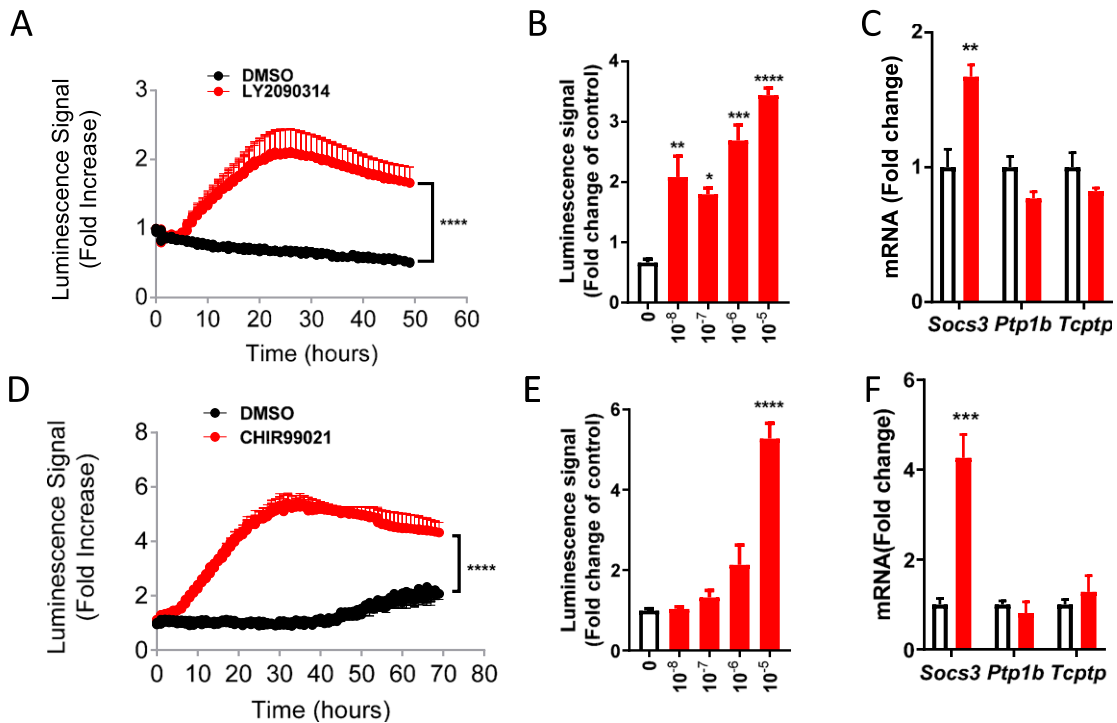 A
Luminescence Signal
(Fold Increase)
DMSO
LY2090314
3
2
1
0
****
0 10 20 30 40 50 60
Time (hours)
B
Luminescence signal
(Fold change of control)
4
3
2
1
0
** * *** ****
0 10⁻⁸ 10⁻⁷ 10⁻⁶ 10⁻⁵
C
mRNA (Fold change)
2
1
0
**
Socs3 Ptp1b Tcptp
D
Luminescence Signal
(Fold Increase)
DMSO
CHIR99021
8
6
4
2
0
****
0 10 20 30 40 50 60 70 80
Time (hours)
E
Luminescence signal
(Fold change of control)
6
4
2
0
****
0 10⁻⁸ 10⁻⁷ 10⁻⁶ 10⁻⁵
F
mRNA(Fold change)
6
4
2
0
***
Socs3 Ptp1b Tcptp